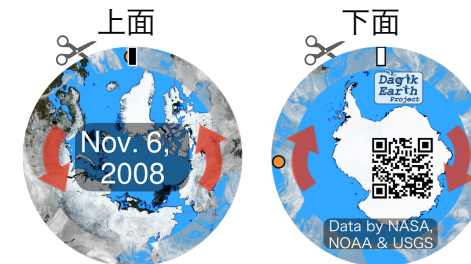 上面
下面
Nov. 6,
2008
Dagik
Earth
Project
Data by NASA,
NOAA & USGS